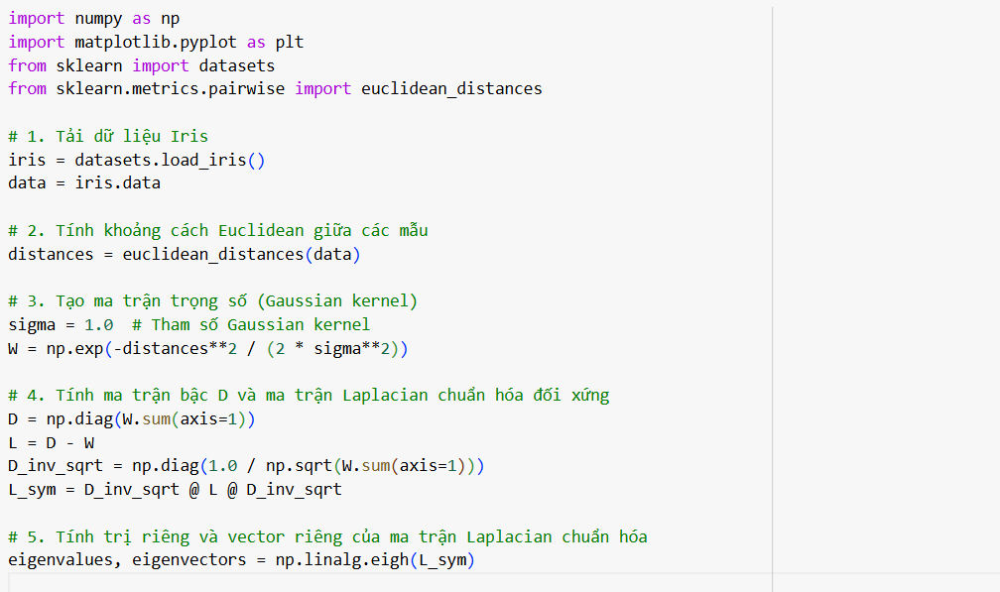 import numpy as np
import matplotlib.pyplot as plt
from sklearn import datasets
from sklearn.metrics.pairwise import euclidean_distances
# 1. Tải dữ liệu Iris
iris = datasets.load_iris()
data = iris.data
# 2. Tính khoảng cách Euclidean giữa các mẫu
distances = euclidean_distances(data)
# 3. Tạo ma trận trọng số (Gaussian kernel)
sigma = 1.0  # Tham số Gaussian kernel
W = np.exp(-distances**2 / (2 * sigma**2))
# 4. Tính ma trận bậc D và ma trận Laplacian chuẩn hóa đối xứng
D = np.diag(W.sum(axis=1))
L = D - W
D_inv_sqrt = np.diag(1.0 / np.sqrt(W.sum(axis=1)))
L_sym = D_inv_sqrt @ L @ D_inv_sqrt
# 5. Tính trị riêng và vector riêng của ma trận Laplacian chuẩn hóa
eigenvalues, eigenvectors = np.linalg.eigh(L_sym)